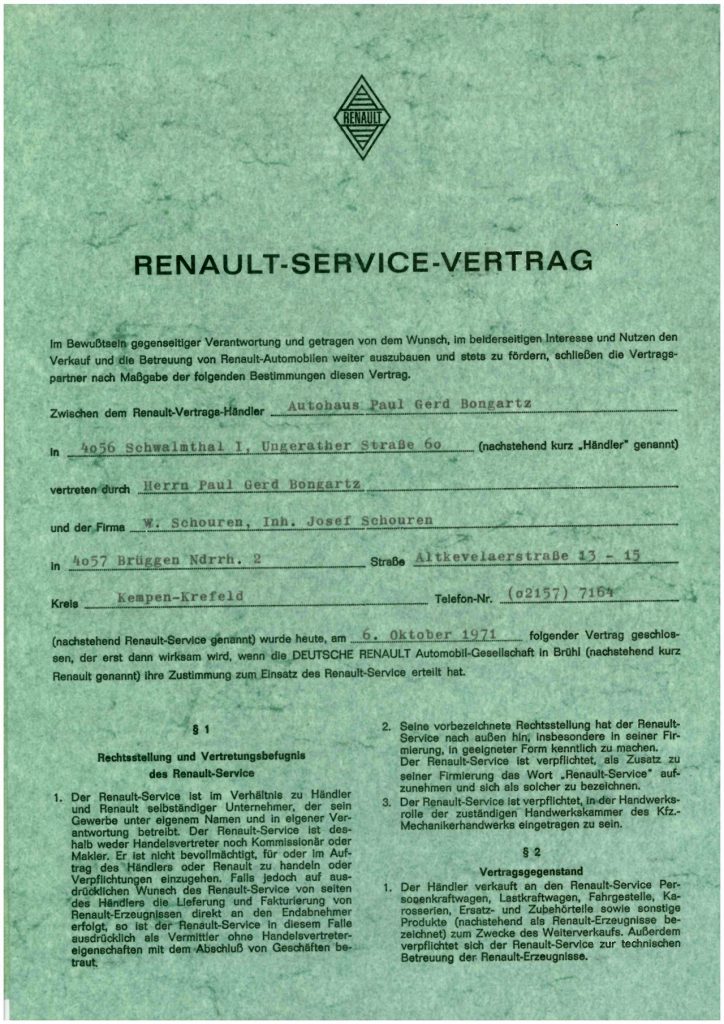 RENAULT
RENAULT-SERVICE-VERTRAG
Im Bewußtsein gegenseitiger Verantwortung und getragen von dem Wunsch, im beiderseitigen Interesse und Nutzen den
Verkauf und die Betreuung von Renault-Automobilen weiter auszubauen und stets zu fördern, schließen die Vertrags-
partner nach Maßgabe der folgenden Bestimmungen diesen Vertrag.
Zwischen dem Renault-Vertrags-Händler Autohaus Paul Gerd Bongartz
in 4o56 Schwalmthal I, Ungerather Straße 6o (nachstehend kurz „Händler" genannt)
vertreten durch Herrn Paul Gerd Bongartz
und der Firma W. Schouren, Inh. Josef Schouren
in 4o57 Brüggen Ndrrh. 2 Straße Altkevelaerstraße 13 - 15
Kreis Kempen-Krefeld Telefon-Nr. (o2157) 7164
(nachstehend Renault-Service genannt) wurde heute, am 6. Oktober 1971 folgender Vertrag geschlos-
sen, der erst dann wirksam wird, wenn die DEUTSCHE RENAULT Automobil-Gesellschaft in Brühl (nachstehend kurz
Renault genannt) ihre Zustimmung zum Einsatz des Renault-Service erteilt hat.
§ 1
Rechtsstellung und Vertretungsbefugnis
des Renault-Service
1. Der Renault-Service ist im Verhältnis zu Händler
und Renault selbständiger Unternehmer, der sein
Gewerbe unter eigenem Namen und in eigener Ver-
antwortung betreibt. Der Renault-Service ist des-
halb weder Handelsvertreter noch Kommissionär oder
Makler. Er ist nicht bevollmächtigt, für oder im Auf-
trag des Händlers oder Renault zu handeln oder
Verpflichtungen einzugehen. Falls jedoch auf aus-
drücklichen Wunsch des Renault-Service von seiten
des Händlers die Lieferung und Fakturierung von
Renault-Erzeugnissen direkt an den Endabnehmer
erfolgt, so ist der Renault-Service in diesem Falle
ausdrücklich als Vermittler ohne Handelsvertreter-
eigenschaften mit dem Abschluß von Geschäften be-
traut.
2. Seine vorbezeichnete Rechtsstellung hat der Renault-
Service nach außen hin, insbesondere in seiner Fir-
mierung, in geeigneter Form kenntlich zu machen.
Der Renault-Service ist verpflichtet, als Zusatz zu
seiner Firmierung das Wort „Renault-Service" auf-
zunehmen und sich als solcher zu bezeichnen.
3. Der Renault-Service ist verpflichtet, in der Handwerks-
rolle der zuständigen Handwerkskammer des Kfz.-
Mechanikerhandwerks eingetragen zu sein.
§ 2
Vertragsgegenstand
1. Der Händler verkauft an den Renault-Service Per-
sonenkraftwagen, Lastkraftwagen, Fahrgestelle, Ka-
rosserien, Ersatz- und Zubehörteile sowie sonstige
Produkte (nachstehend als Renault-Erzeugnisse be-
zeichnet) zum Zwecke des Weiterverkaufs. Außerdem
verpflichtet sich der Renault-Service zur technischen
Betreuung der Renault-Erzeugnisse.